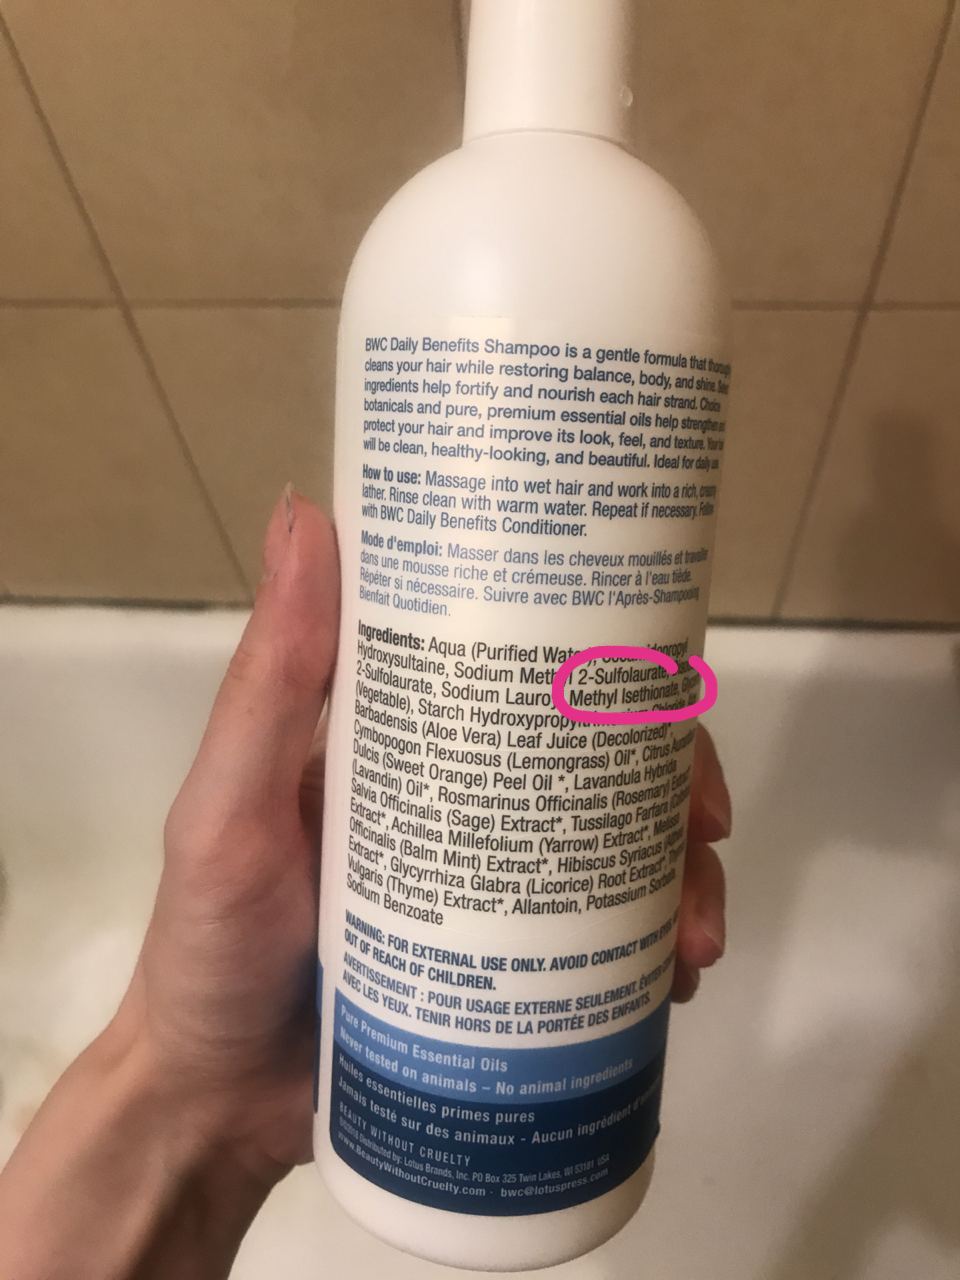 BWC Daily Benefits Shampoo is a gentle formula that
cleans your hair while restoring balance, body, and shine.
ingredients help fortify and nourish each hair strand. Choice
botanicals and pure, premium essential oils help strengthen
protect your hair and improve its look, feel, and texture. Your
will be clean, healthy-looking, and beautiful. Ideal for daily
How to use: Massage into wet hair and work into a rich, creamy
lather. Rinse clean with warm water. Repeat if necessary.
with BWC Daily Benefits Conditioner.
Mode d'emploi: Masser dans les cheveux mouillés et
dans une mousse riche et crémeuse. Rincer à l'eau tiède.
Répéter si nécessaire. Suivre avec BWC l'Après-Shampooing
Bienfait Quotidien.
Ingredients: Aqua (Purified Water),
Hydroxysultaine, Sodium Methyl 2-Sulfolaurate,
2-Sulfolaurate, Sodium Lauroyl Methyl Isethionate,
(Vegetable), Starch Chloride,
Barbadensis (Aloe Vera) Leaf Juice (Decolorized)*,
Cymbopogon Flexuosus (Lemongrass) Oil*, Citrus
Dulcis (Sweet Orange) Peel Oil *, Lavandula Hybrida
(Lavandin) Oil*, Rosmarinus Officinalis (Rosemary)
Salvia Officinalis (Sage) Extract*, Tussilago Farfara
Extract*, Achillea Millefolium (Yarrow) Extract*, Melissa
Officinalis (Balm Mint) Extract*, Hibiscus Syriacus
Extract*, Glycyrrhiza Glabra (Licorice) Root Extract*,
Vulgaris (Thyme) Extract*, Allantoin, Potassium Sorbate,
Sodium Benzoate
WARNING: FOR EXTERNAL USE ONLY. AVOID CONTACT WITH EYES
OUT OF REACH OF CHILDREN.
AVERTISSEMENT : POUR USAGE EXTERNE SEULEMENT. ÉVITER
AVEC LES YEUX. TENIR HORS DE LA PORTÉE DES ENFANTS.
Pure Premium Essential Oils
Never tested on animals – No animal ingredients
Huiles essentielles primes pures
Jamais testé sur des animaux - Aucun ingrédient
BEAUTY WITHOUT CRUELTY
Distributed by: Lotus Brands, Inc. PO Box 325 Twin Lakes, WI 53181 USA
www.BeautyWithoutCruelty.com - bwc@lotuspress.com